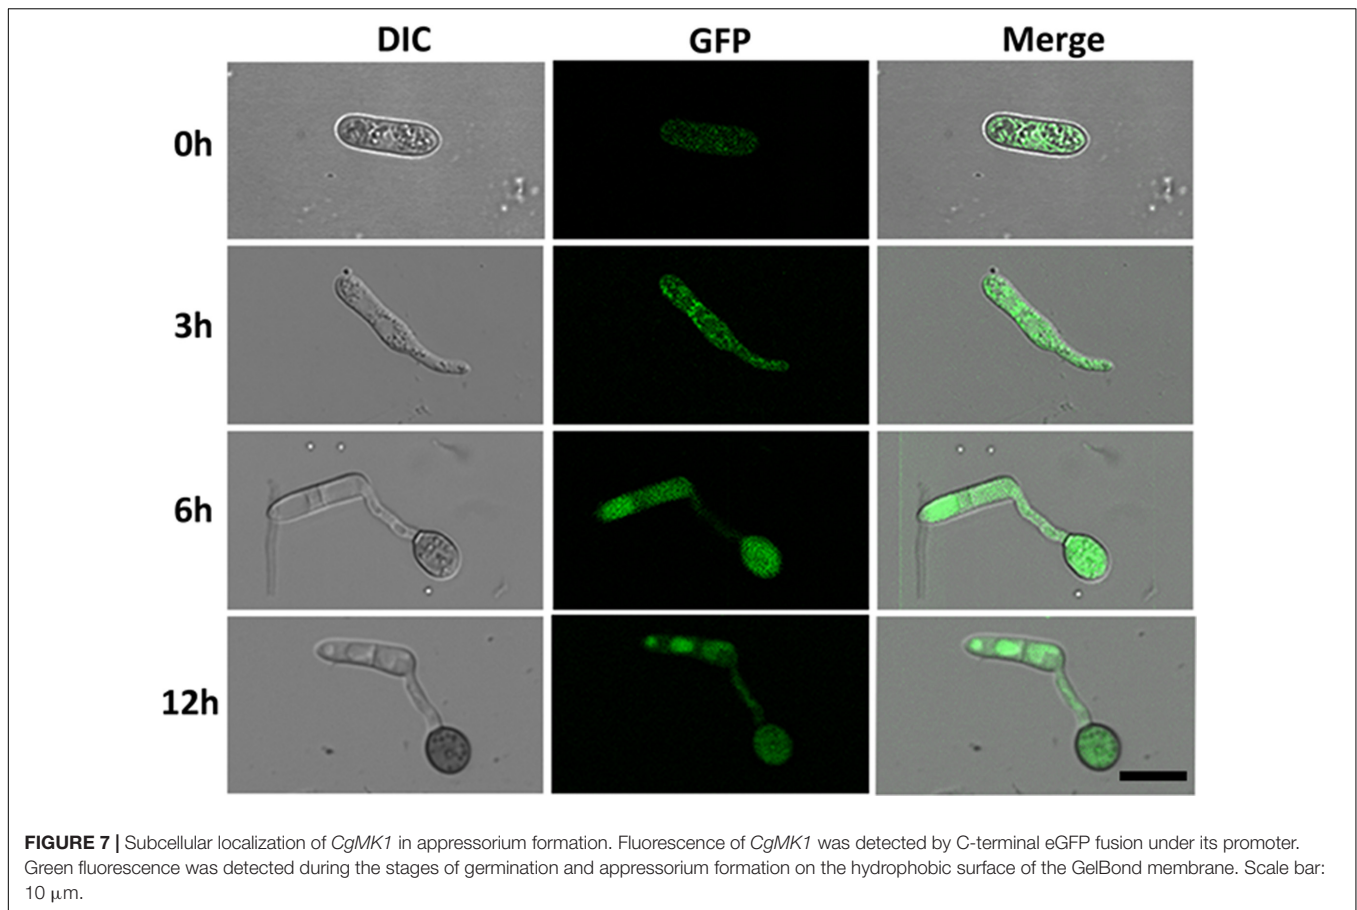 DIC GFP Merge
0h
3h
6h
12h
FIGURE 7 | Subcellular localization of CgMK1 in appressorium formation. Fluorescence of CgMK1 was detected by C-terminal eGFP fusion under its promoter.
Green fluorescence was detected during the stages of germination and appressorium formation on the hydrophobic surface of the GelBond membrane. Scale bar:
10 μm.